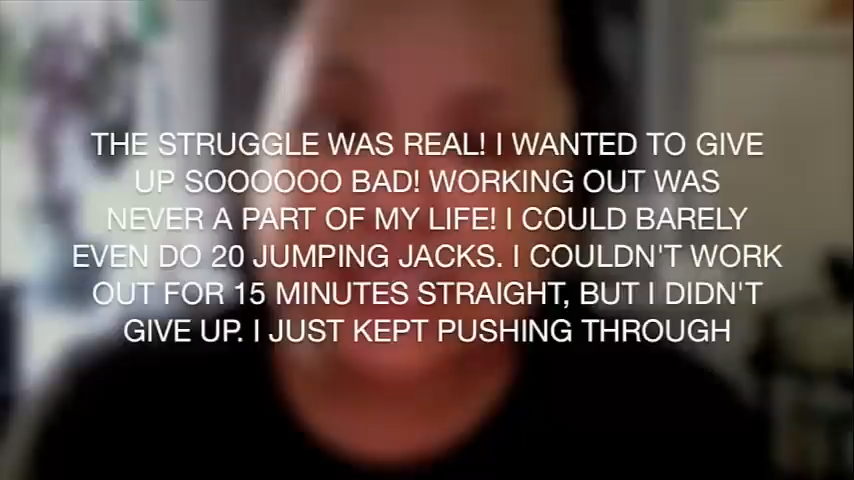 THE STRUGGLE WAS REAL! I WANTED TO GIVE
UP SOOOOOO BAD! WORKING OUT WAS
NEVER A PART OF MY LIFE! I COULD BARELY
EVEN DO 20 JUMPING JACKS. I COULDN'T WORK
OUT FOR 15 MINUTES STRAIGHT, BUT I DIDN'T
GIVE UP. I JUST KEPT PUSHING THROUGH